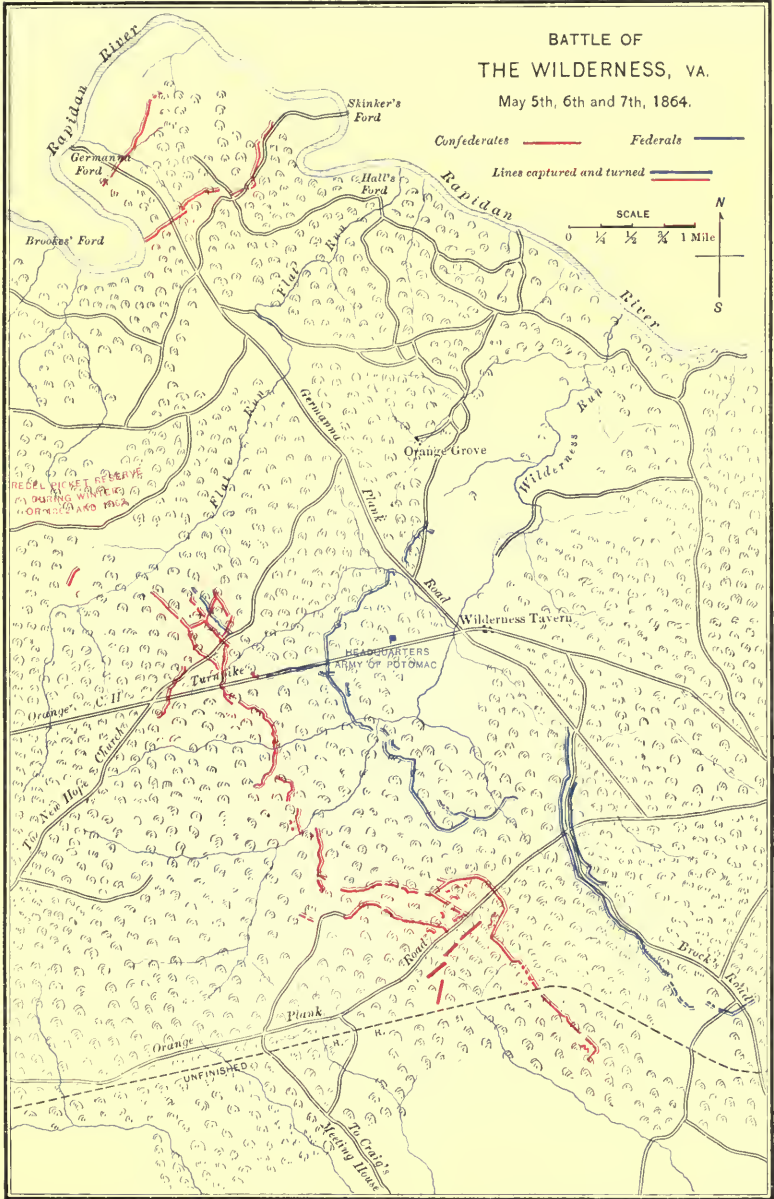 BATTLE OF
THE WILDERNESS, VA.
May 5th, 6th and 7th, 1864.
Confederates
Federals
Lines captured and turned
SCALE
0 ¼ ½ ¾ 1 Mile
N
S
Rapidan River
Skinker's
Ford
Germanna
Ford
Hall's
Ford
Rapidan
River
Brookes' Ford
Flat Run
Germanna
Plank
Road
Orange Grove
Wilderness Run
Flat Run
REBEL PICKET RESERVE
DURING WINTER
Wilderness Tavern
HEADQUARTERS
ARMY OF POTOMAC
Orange C. H. Turnpike
The New Hope Church
Brock's
Orange Plank Road
UNFINISHED R. R.
To Craig's
Meeting House